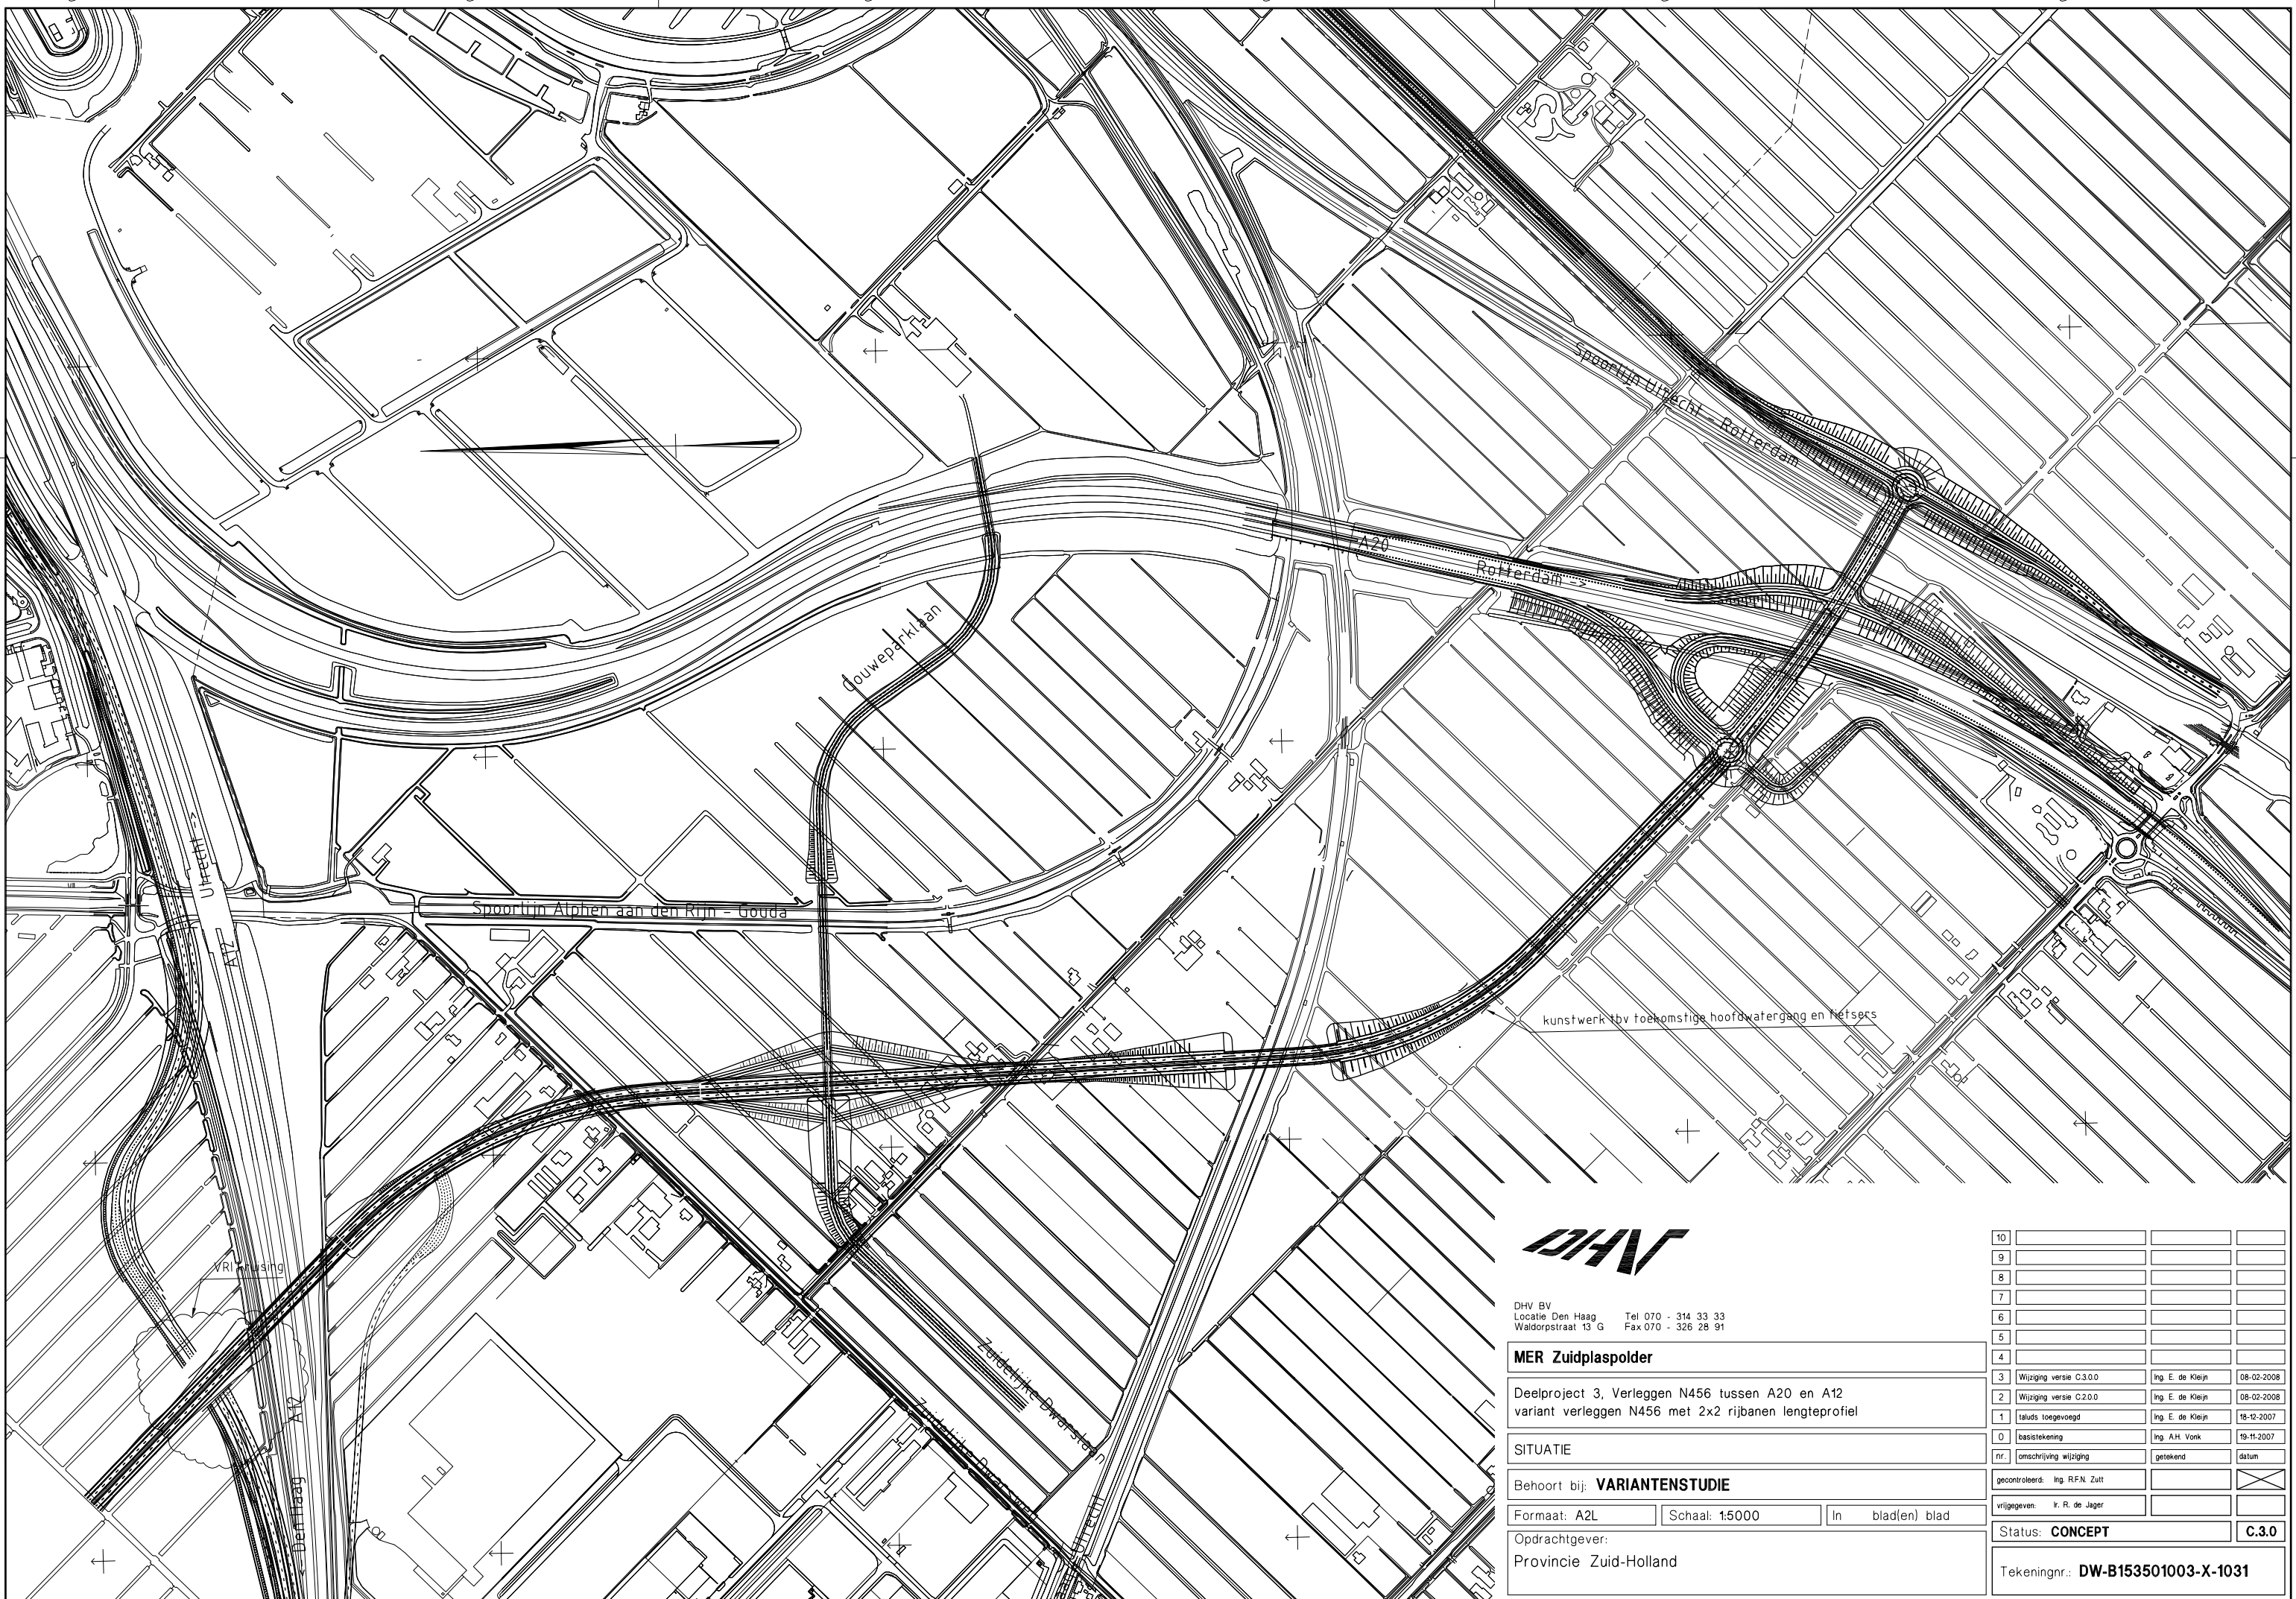 Spoorlijn Utrecht - Rotterdam
A20
Rotterdam ->
Gouweparklaan
Utrecht ->
A12
Spoorlijn Alphen aan den Rijn - Gouda
kunstwerk tbv toekomstige hoofdwatergang en fietsers
VRI kruising
A12
<- Den Haag
Zuidelijke Dwarslaan
Zuidelijke Dwarsweg
Utrecht
DHV
DHV BV
Locatie Den Haag Tel 070 - 314 33 33
Waldorpstraat 13 G Fax 070 - 326 28 91
MER Zuidplaspolder
Deelproject 3, Verleggen N456 tussen A20 en A12
variant verleggen N456 met 2x2 rijbanen lengteprofiel
SITUATIE
Behoort bij: VARIANTENSTUDIE
Formaat: A2L Schaal: 1:5000 In blad(en) blad
Opdrachtgever:
Provincie Zuid-Holland
10
9
8
7
6
5
4
3 Wijziging versie C.3.0.0 Ing. E. de Kleijn 08-02-2008
2 Wijziging versie C.2.0.0 Ing. E. de Kleijn 08-02-2008
1 taluds toegevoegd Ing. E. de Kleijn 18-12-2007
0 basistekening Ing. A.H. Vonk 19-11-2007
nr. omschrijving wijziging getekend datum
gecontroleerd: Ing. R.F.N. Zutt
vrijgegeven: Ir. R. de Jager
Status: CONCEPT C.3.0
Tekeningnr.: DW-B153501003-X-1031